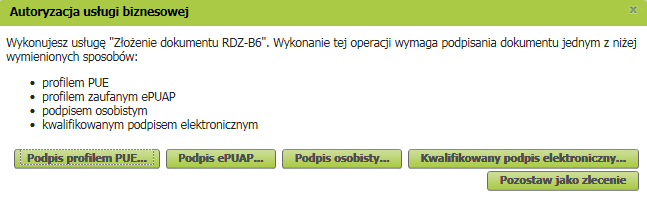 Autoryzacja usługi biznesowej
Wykonujesz usługę "Złożenie dokumentu RDZ-B6". Wykonanie tej operacji wymaga podpisania dokumentu jednym z niżej
wymienionych sposobów:
• profilem PUE
• profilem zaufanym ePUAP
• podpisem osobistym
• kwalifikowanym podpisem elektronicznym
Podpis profilem PUE... Podpis ePUAP... Podpis osobisty... Kwalifikowany podpis elektroniczny...
Pozostaw jako zlecenie